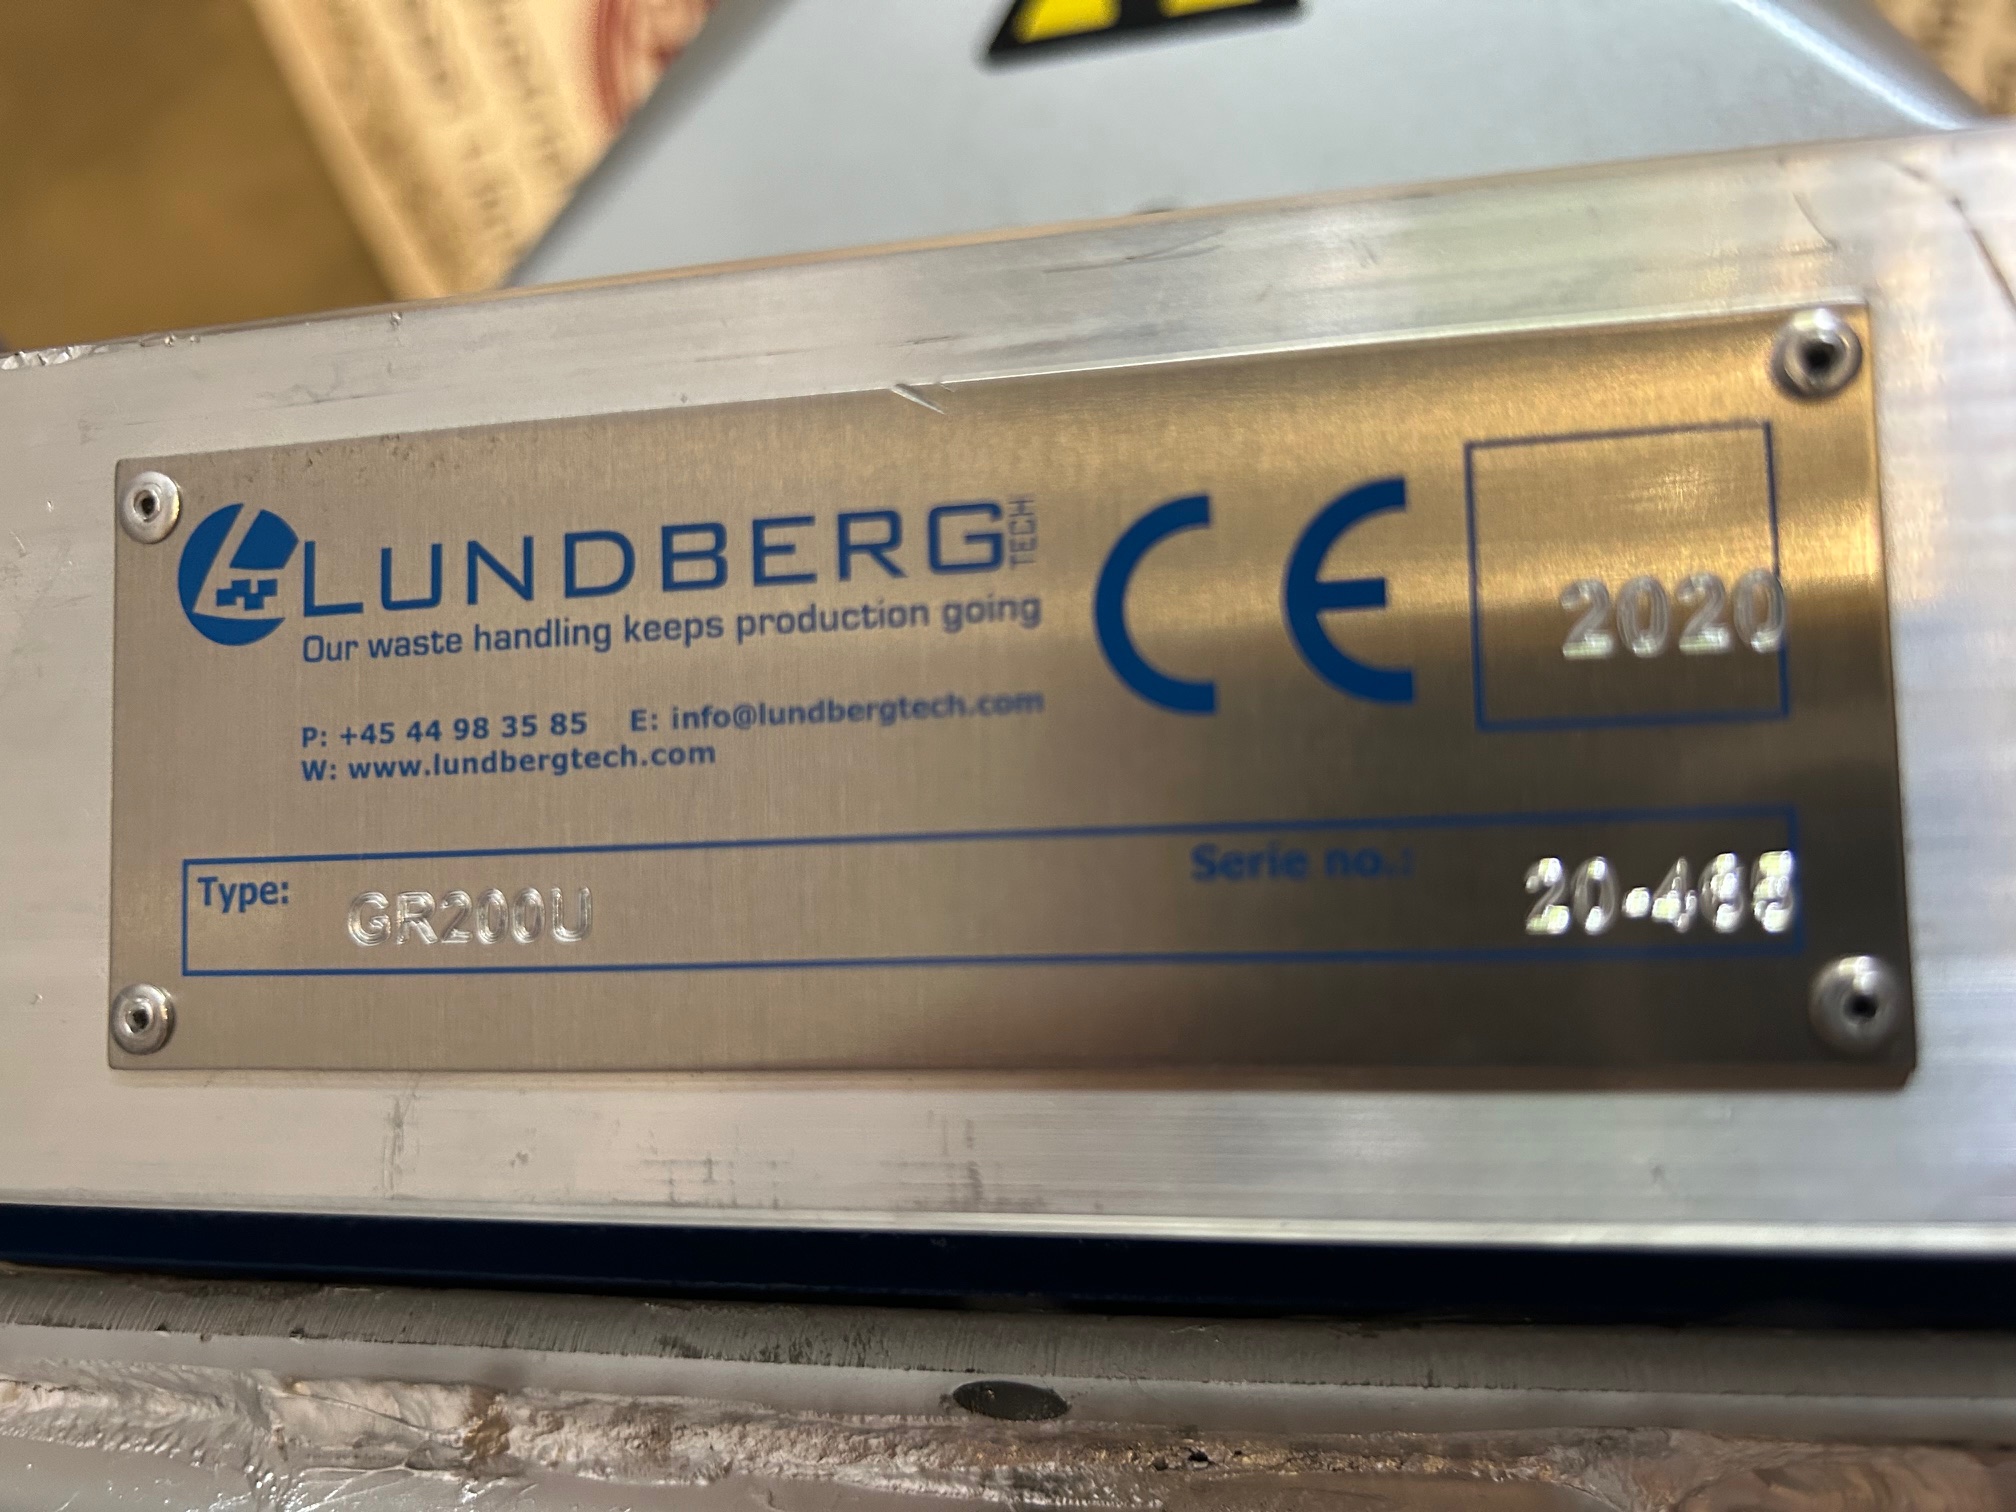 LUNDBERG TECH
Our waste handling keeps production going
P: +45 44 98 35 85 E: info@lundbergtech.com
W: www.lundbergtech.com
CE
2020
Type: GR200U Serie no.: